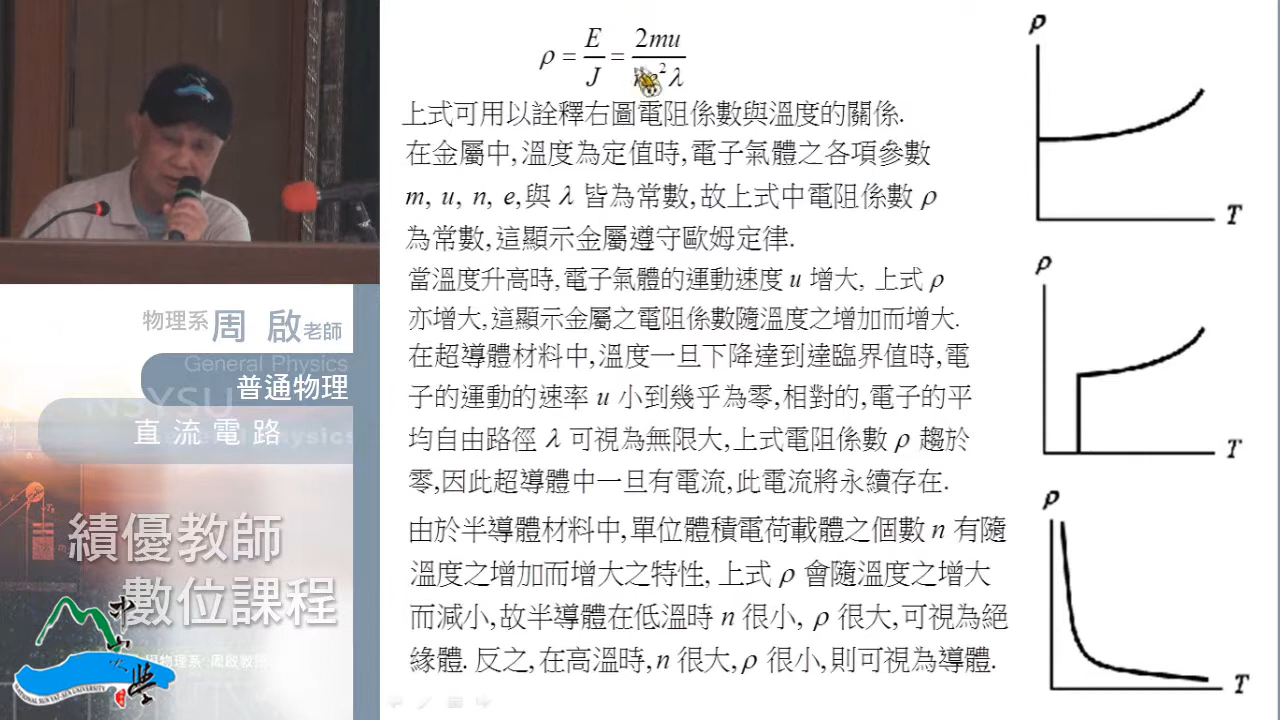 ρ = E/J = 2mu/ne²λ
上式可用以詮釋右圖電阻係數與溫度的關係.
在金屬中,溫度為定值時,電子氣體之各項參數
m, u, n, e,與 λ 皆為常數,故上式中電阻係數 ρ
為常數,這顯示金屬遵守歐姆定律.
當溫度升高時,電子氣體的運動速度 u 增大, 上式 ρ
亦增大,這顯示金屬之電阻係數隨溫度之增加而增大.
在超導體材料中,溫度一旦下降達到達臨界值時,電
子的運動的速率 u 小到幾乎為零,相對的,電子的平
均自由路徑 λ 可視為無限大,上式電阻係數 ρ 趨於
零,因此超導體中一旦有電流,此電流將永續存在.
由於半導體材料中,單位體積電荷載體之個數 n 有隨
溫度之增加而增大之特性, 上式 ρ 會隨溫度之增大
而減小,故半導體在低溫時 n 很小, ρ 很大,可視為絕
緣體. 反之,在高溫時,n 很大,ρ 很小,則可視為導體.
ρ
T
ρ
T
ρ
T
物理系周 啟老師
General Physics
普通物理
NSYSU
直流電路
績優教師
數位課程
中山大學